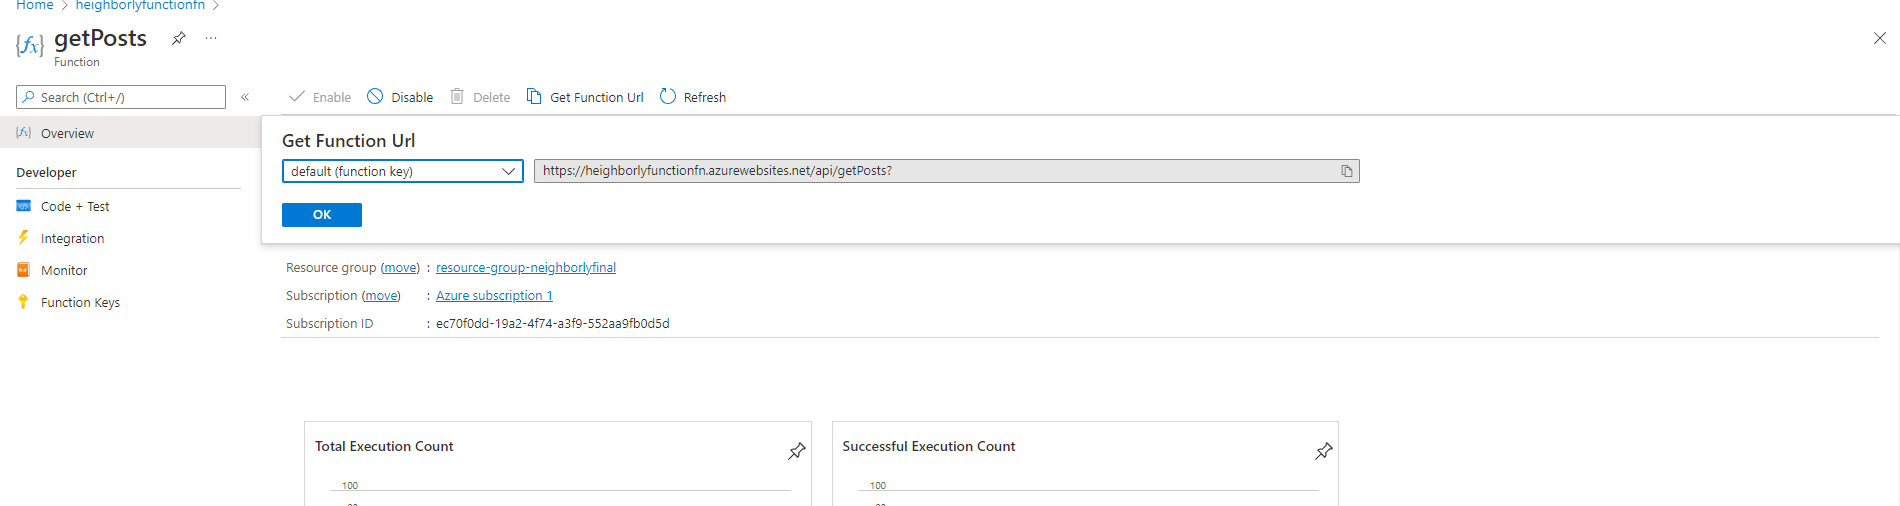 Home > heighborlyfunctionfn >
{fx} getPosts ...
Function
Search (Ctrl+/) «
Enable Disable Delete Get Function Url Refresh
Overview
Get Function Url
default (function key) https://heighborlyfunctionfn.azurewebsites.net/api/getPosts?
OK
Developer
Code + Test
Integration
Monitor
Function Keys
Resource group (move) : resource-group-neighborlyfinal
Subscription (move) : Azure subscription 1
Subscription ID : ec70f0dd-19a2-4f74-a3f9-552aa9fb0d5d
Total Execution Count
100
Successful Execution Count
100